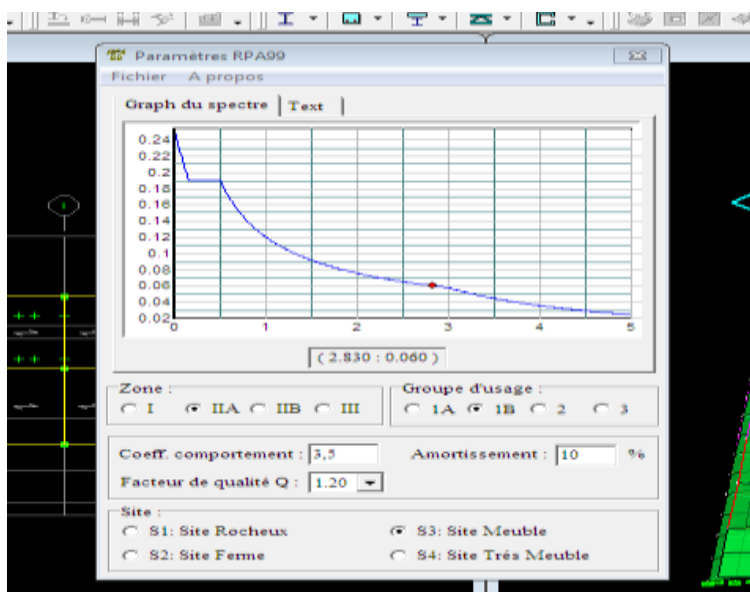 Paramètres RPA99
Fichier A propos
Graph du spectre Text
0.24
0.22
0.2
0.18
0.16
0.14
0.12
0.1
0.08
0.06
0.04
0.02
0 1 2 3 4 5
( 2.830 : 0.060 )
Zone : Groupe d'usage :
I IIA IIB III 1A 1B 2 3
Coeff. comportement : 3,5 Amortissement : 10 %
Facteur de qualité Q : 1.20
Site :
S1: Site Rocheux S3: Site Meuble
S2: Site Ferme S4: Site Trés Meuble